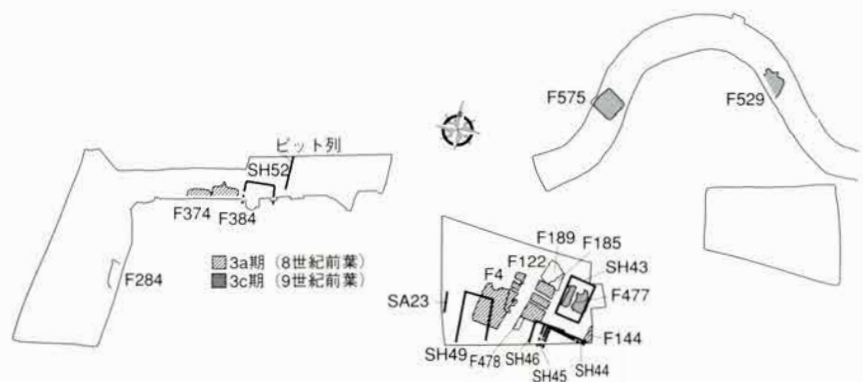 F575
F529
ピット列
SH52
F374
F384
F284
3a期（8世紀前葉）
3c期（9世紀前葉）
F189
F185
F122
SH43
F4
F477
SA23
F144
SH49
F478
SH46
SH45
SH44